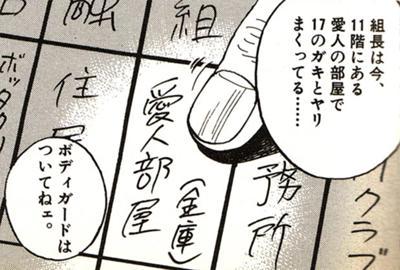 組長は今、
11階にある
愛人の部屋で
17のガキとヤリ
まくってる……
組
務
所
愛
人
部
屋
(金庫)
住
ボッタクリ
クラブ
ボディガードは
ついてねェ。